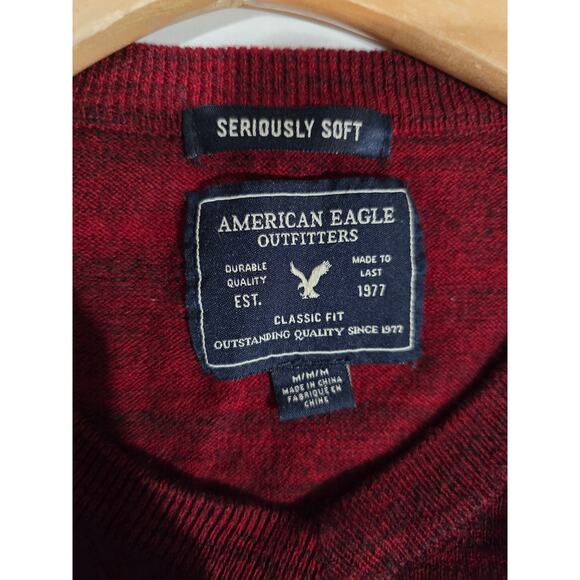 SERIOUSLY SOFT
AMERICAN EAGLE
OUTFITTERS
DURABLE
QUALITY
EST.
MADE TO
LAST
1977
CLASSIC FIT
OUTSTANDING QUALITY SINCE 1977
M/M/M
MADE IN CHINA
FABRIQUÉ EN
CHINE